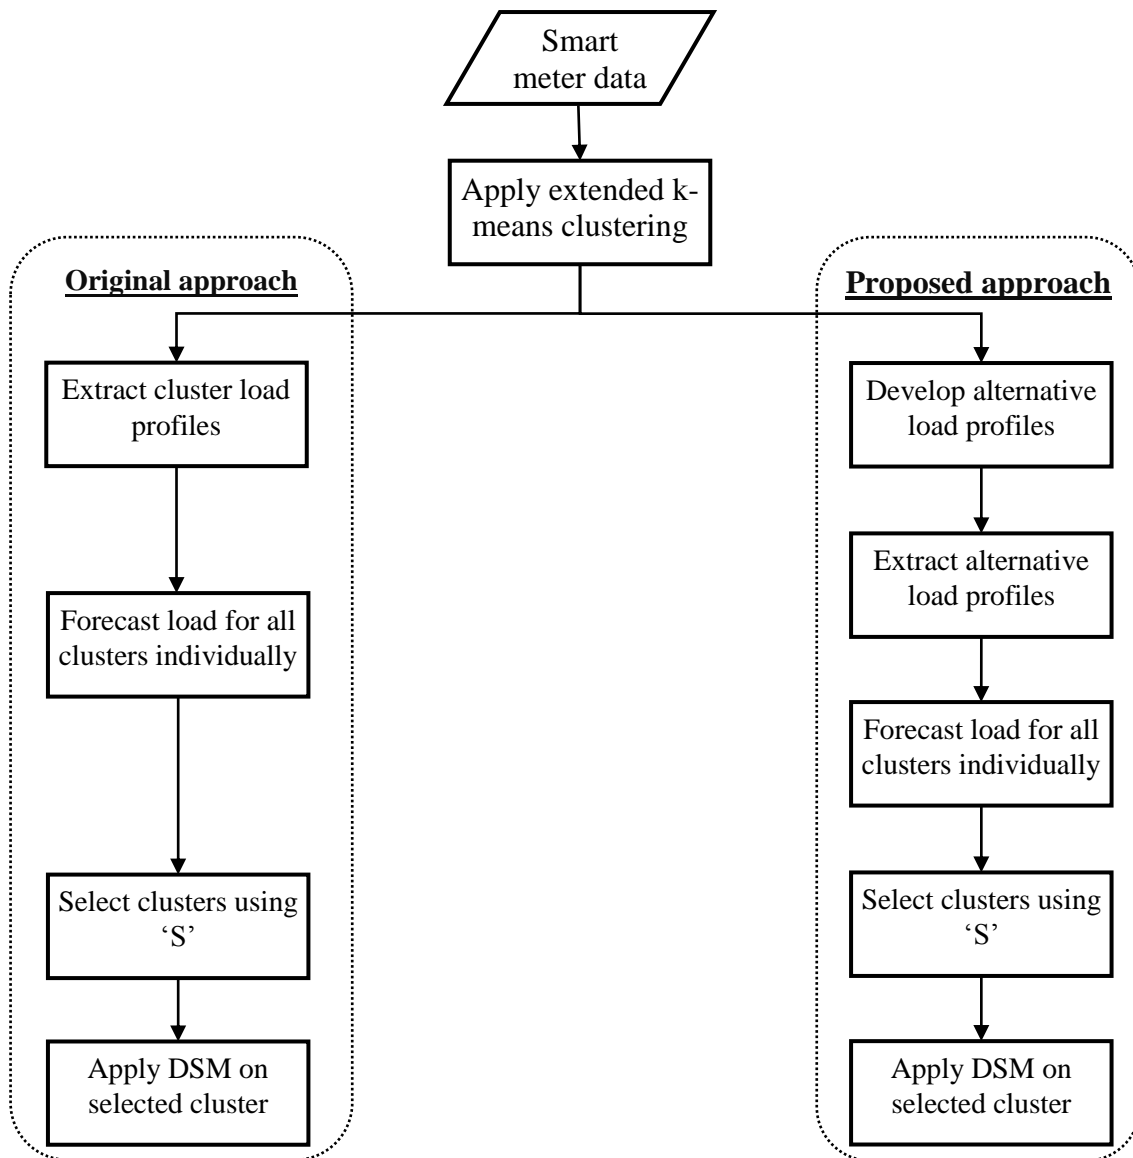 Smart
meter data
Apply extended k-
means clustering
Original approach
Extract cluster load
profiles
Forecast load for all
clusters individually
Select clusters using
‘S’
Apply DSM on
selected cluster
Proposed approach
Develop alternative
load profiles
Extract alternative
load profiles
Forecast load for all
clusters individually
Select clusters using
‘S’
Apply DSM on
selected cluster